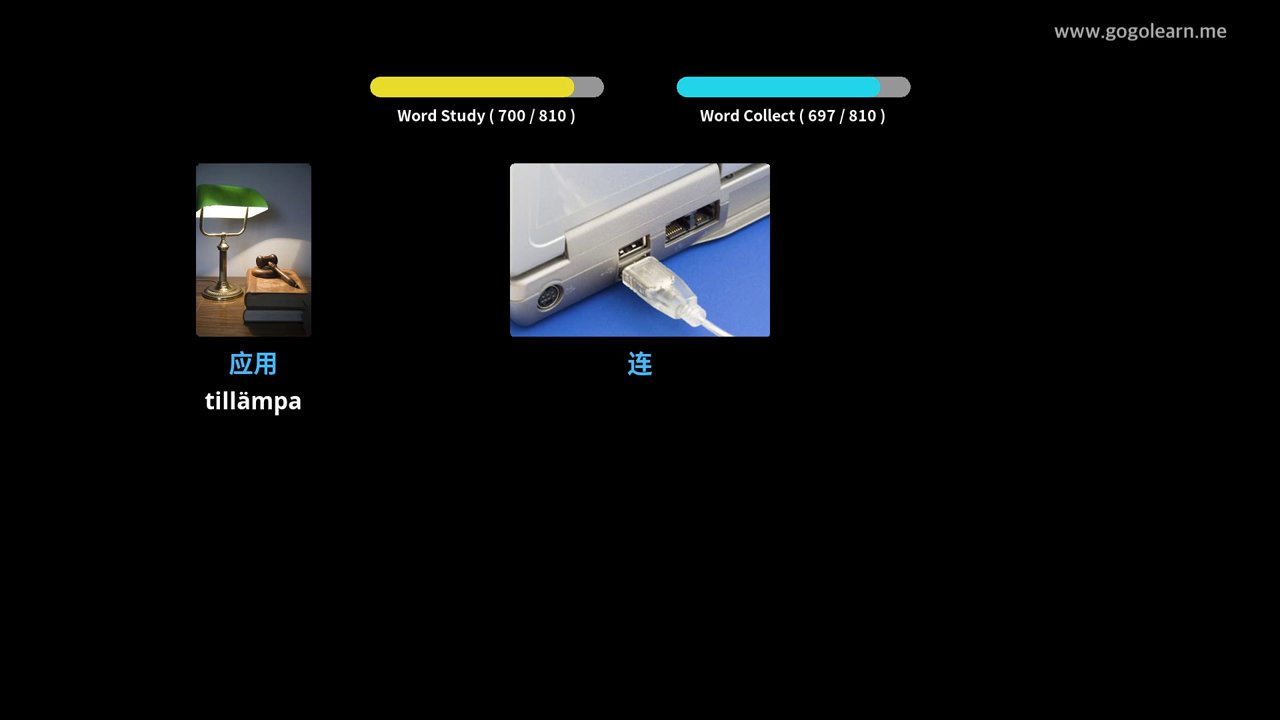 www.gogolearn.me
Word Study ( 700 / 810 )
Word Collect ( 697 / 810 )
应用
tillämpa
连